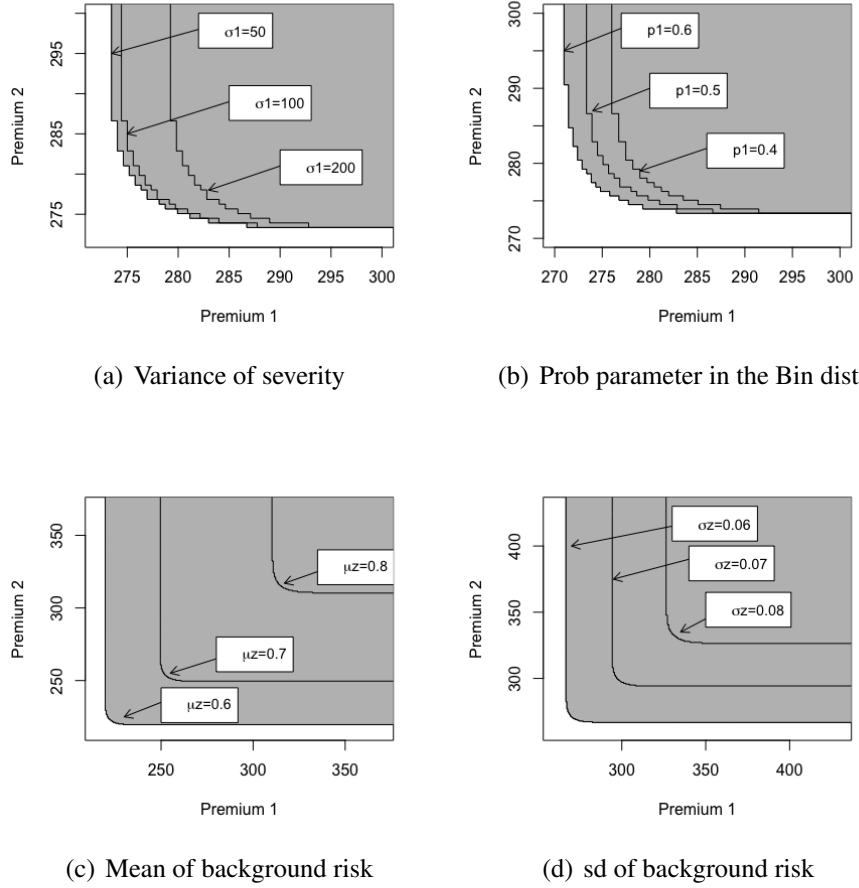 295
285
275
Premium 2
σ1=50
σ1=100
σ1=200
275 280 285 290 295 300
Premium 1
(a) Variance of severity
300
290
280
270
Premium 2
p1=0.6
p1=0.5
p1=0.4
270 275 280 285 290 295 300
Premium 1
(b) Prob parameter in the Bin dist
350
300
250
Premium 2
μz=0.8
μz=0.7
μz=0.6
250 300 350
Premium 1
(c) Mean of background risk
400
350
300
Premium 2
σz=0.06
σz=0.07
σz=0.08
300 350 400
Premium 1
(d) sd of background risk